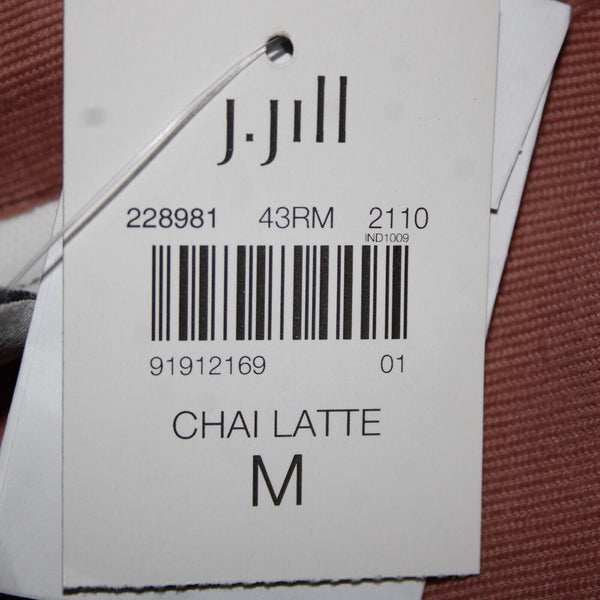 J.Jill
228981 43RM 2110
IND1009
91912169 01
CHAI LATTE
M